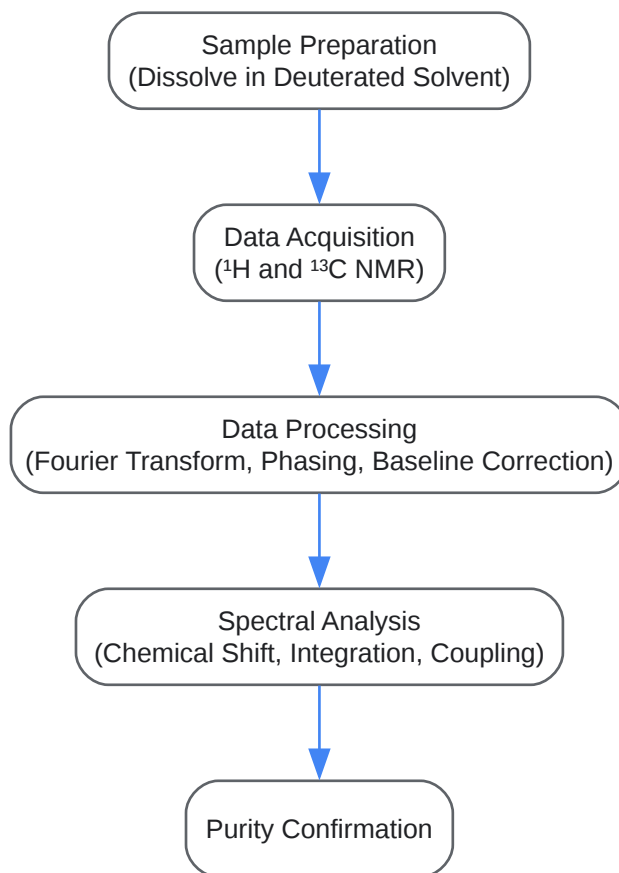 Sample Preparation
(Dissolve in Deuterated Solvent)
Data Acquisition
(¹H and ¹³C NMR)
Data Processing
(Fourier Transform, Phasing, Baseline Correction)
Spectral Analysis
(Chemical Shift, Integration, Coupling)
Purity Confirmation